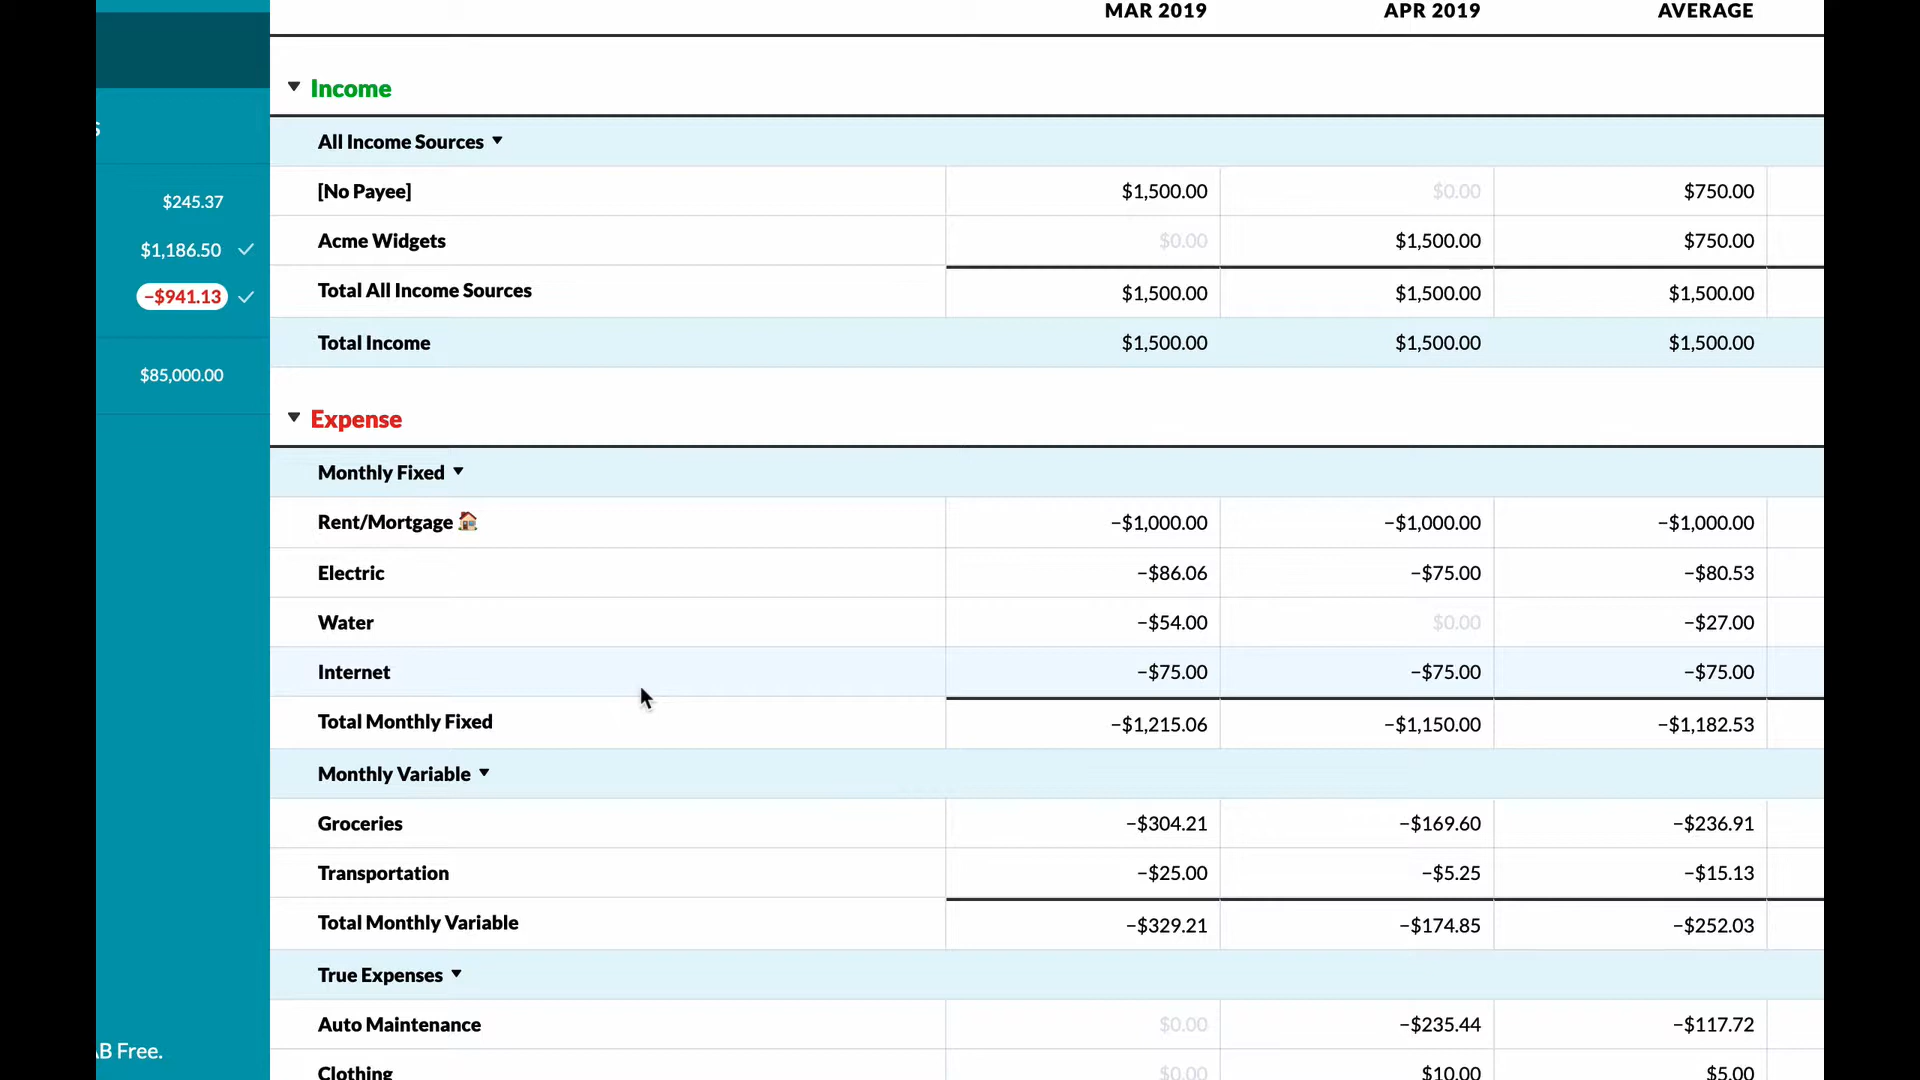 MAR 2019 APR 2019 AVERAGE
Income
All Income Sources
[No Payee] $1,500.00 $0.00 $750.00
Acme Widgets $0.00 $1,500.00 $750.00
Total All Income Sources $1,500.00 $1,500.00 $1,500.00
Total Income $1,500.00 $1,500.00 $1,500.00
Expense
Monthly Fixed
Rent/Mortgage −$1,000.00 −$1,000.00 −$1,000.00
Electric −$86.06 −$75.00 −$80.53
Water −$54.00 $0.00 −$27.00
Internet −$75.00 −$75.00 −$75.00
Total Monthly Fixed −$1,215.06 −$1,150.00 −$1,182.53
Monthly Variable
Groceries −$304.21 −$169.60 −$236.91
Transportation −$25.00 −$5.25 −$15.13
Total Monthly Variable −$329.21 −$174.85 −$252.03
True Expenses
Auto Maintenance $0.00 −$235.44 −$117.72
Clothing $0.00 $10.00 $5.00
$245.37
$1,186.50
−$941.13
$85,000.00
Free.